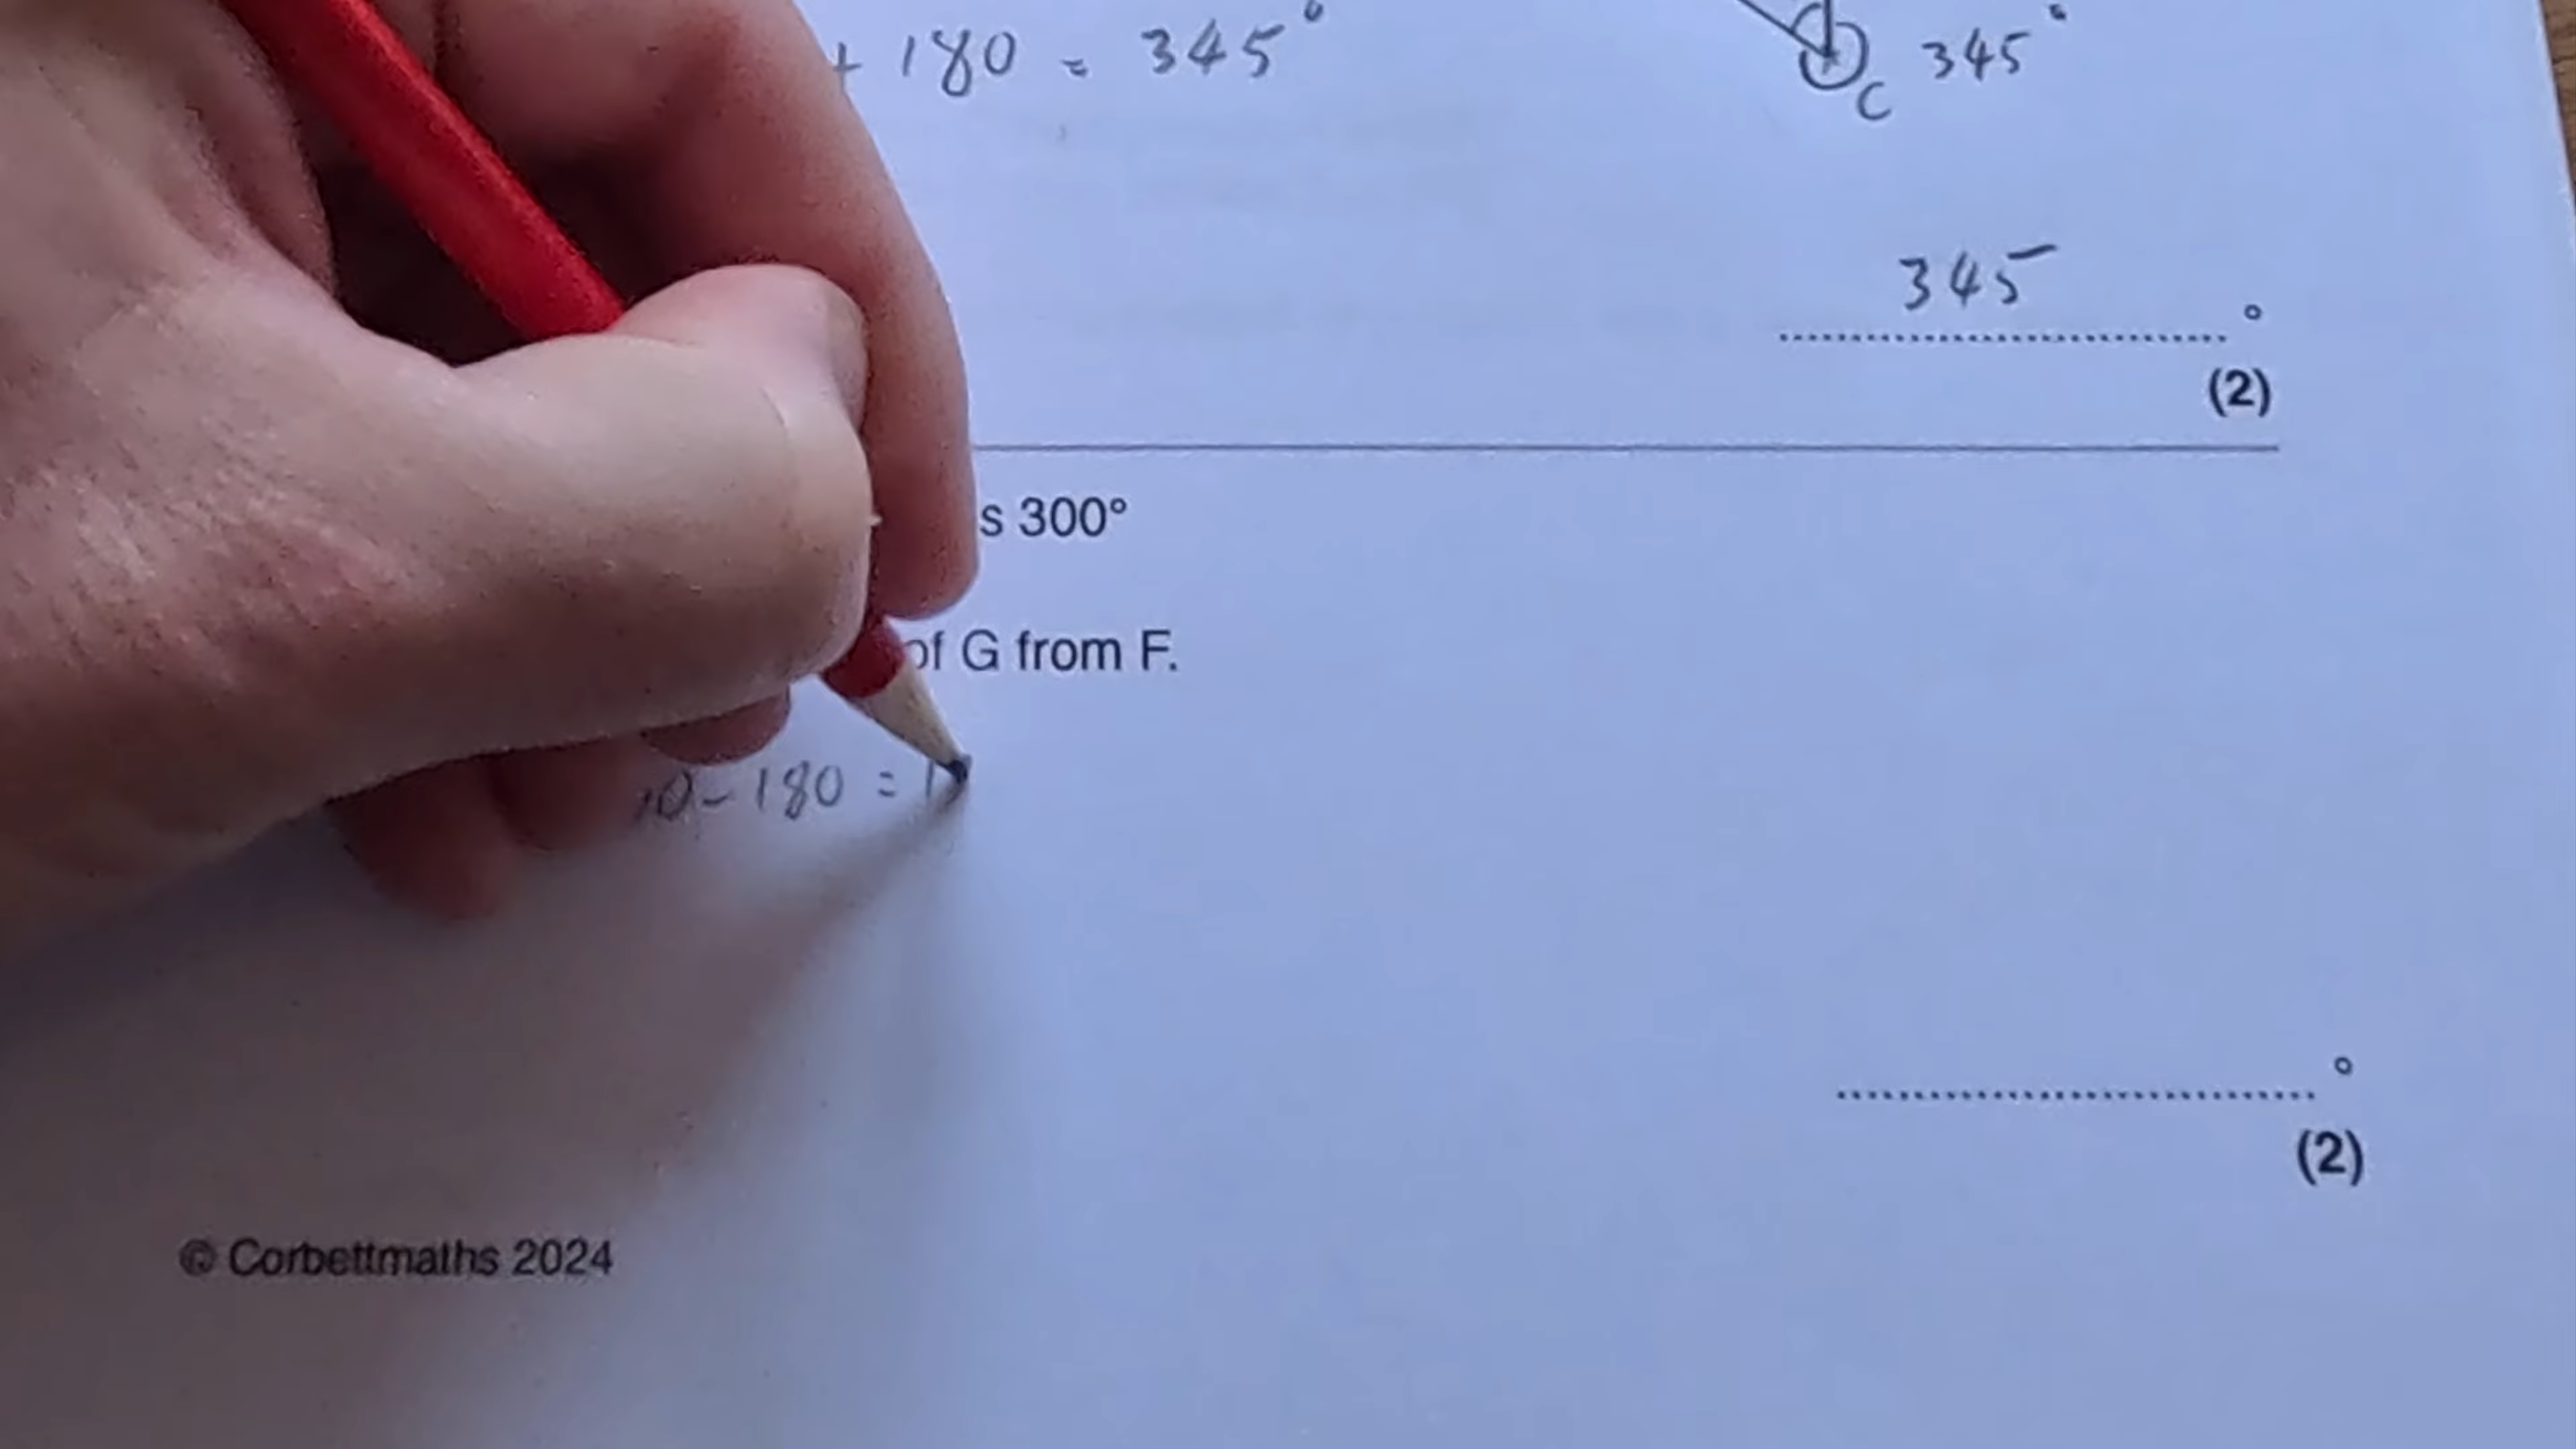 + 180 = 345°
C 345°
345 °
(2)
s 300°
of G from F.
0 - 180 = 1
°
(2)
© Corbettmaths 2024